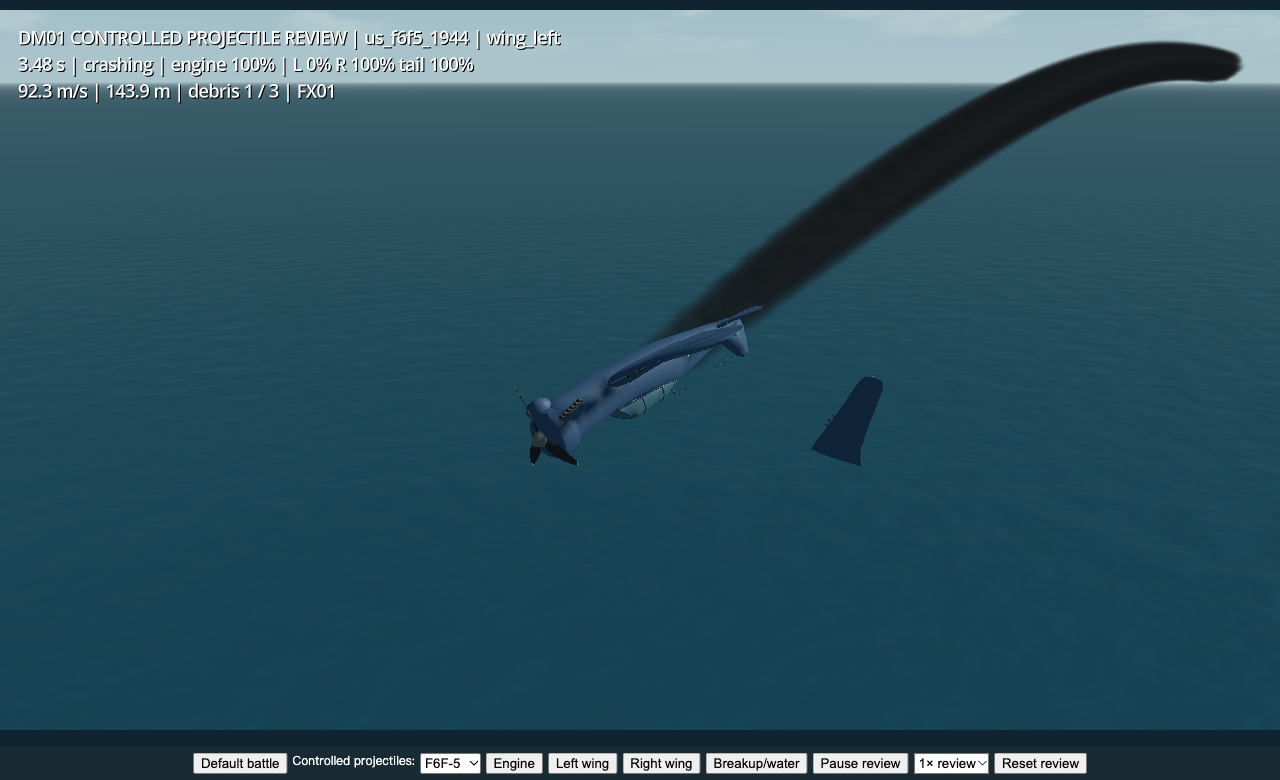 DM01 CONTROLLED PROJECTILE REVIEW | us_f6f5_1944 | wing_left
3.48 s | crashing | engine 100% | L 0% R 100% tail 100%
92.3 m/s | 143.9 m | debris 1 / 3 | FX01
Default battle Controlled projectiles: F6F-5 Engine Left wing Right wing Breakup/water Pause review 1× review Reset review